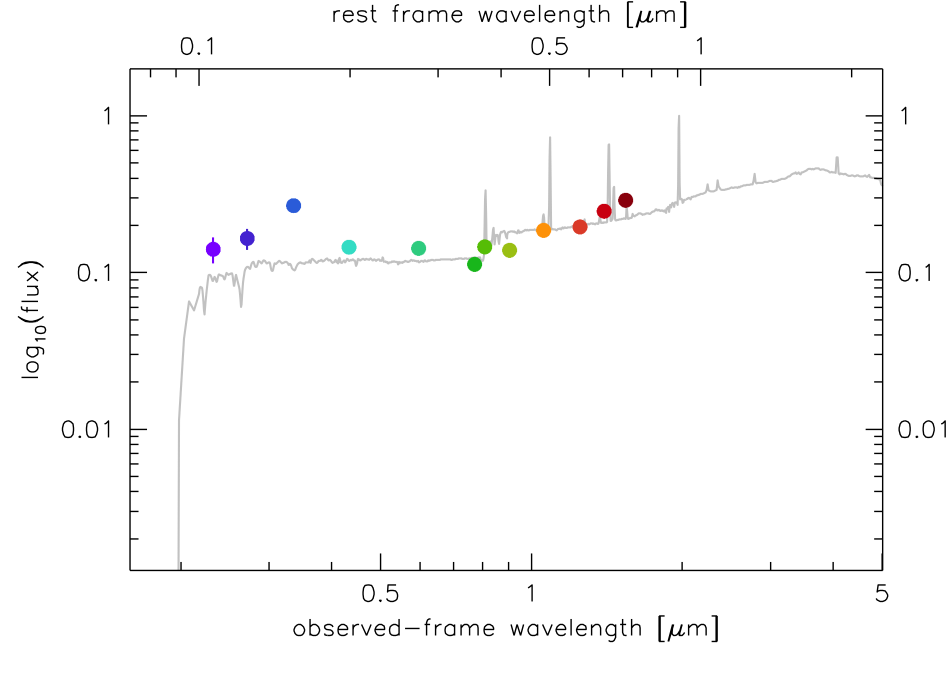 rest frame wavelength [μm]
0.1 0.5 1
1 1
0.1 0.1
0.01 0.01
log10(flux)
0.5 1 5
observed-frame wavelength [μm]